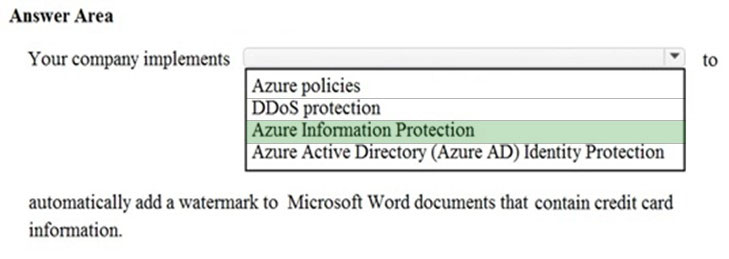 Answer Area
Your company implements to
Azure policies
DDoS protection
Azure Information Protection
Azure Active Directory (Azure AD) Identity Protection
automatically add a watermark to Microsoft Word documents that contain credit card
information.